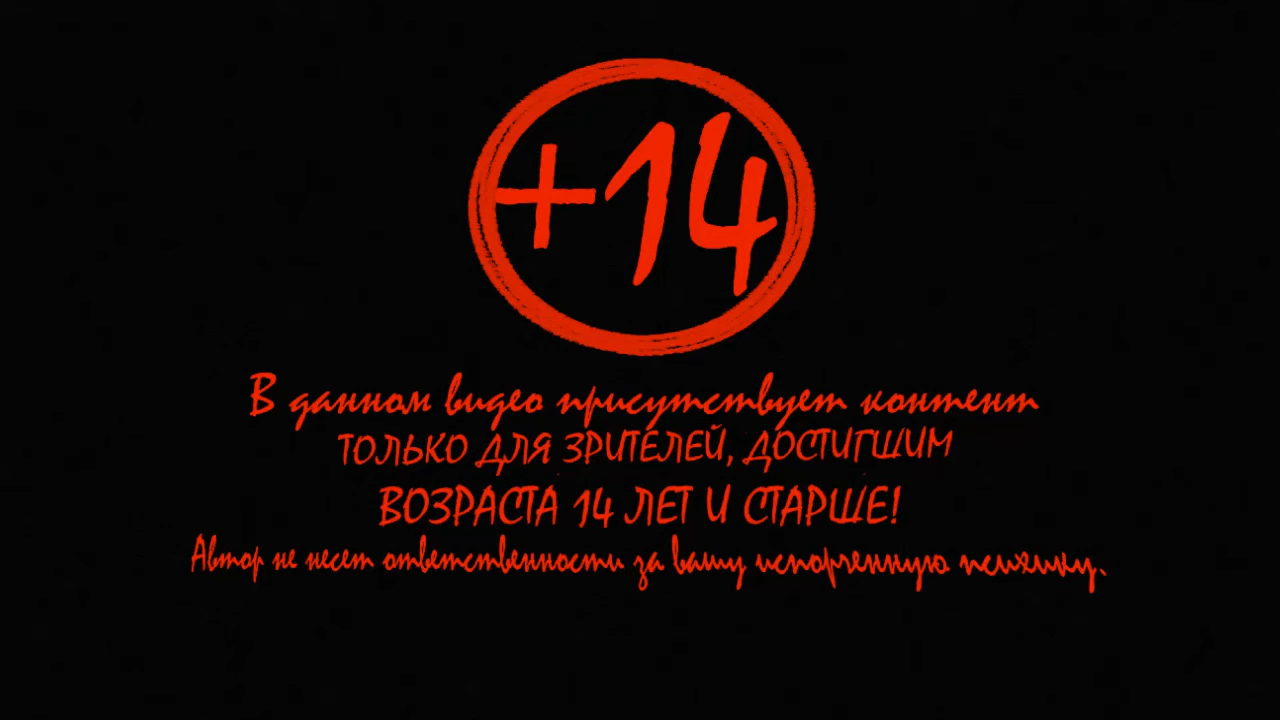 +14
В данном видео присутствует контент
ТОЛЬКО ДЛЯ ЗРИТЕЛЕЙ, ДОСТИГШИМ
ВОЗРАСТА 14 ЛЕТ И СТАРШЕ!
Автор не несет ответственности за вашу испорченную психику.